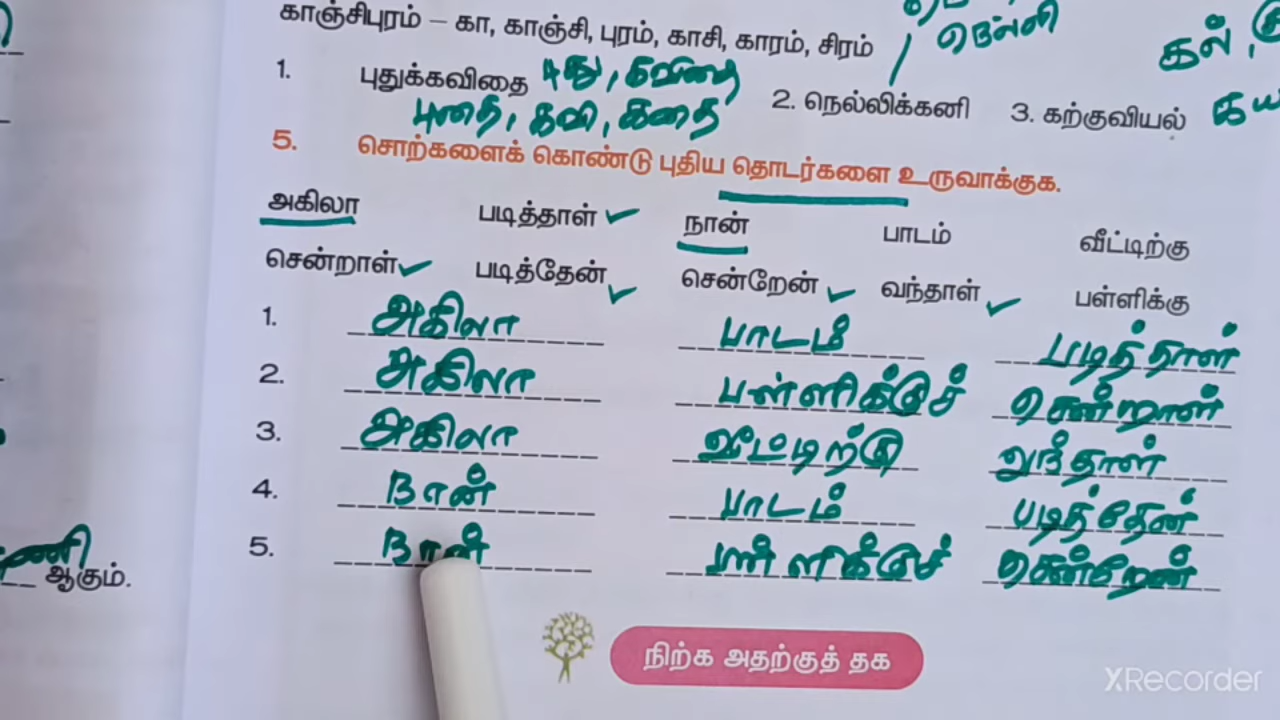 காஞ்சிபுரம் – கா, காஞ்சி, புரம், காசி, காரம், சிரம்
நெல்லி
கல்,
1. புதுக்கவிதை புது, கவிதை
புதை, கவி, கதை
2. நெல்லிக்கனி 3. கற்குவியல்
5. சொற்களைக் கொண்டு புதிய தொடர்களை உருவாக்குக.
அகிலா படித்தாள் நான் பாடம் வீட்டிற்கு
சென்றாள் படித்தேன் சென்றேன் வந்தாள் பள்ளிக்கு
1. அகிலா பாடம் படித்தாள்
2. அகிலா பள்ளிக்குச் சென்றாள்
3. அகிலா வீட்டிற்கு வந்தாள்
4. நான் பாடம் படித்தேன்
5. நான் பள்ளிக்குச் சென்றேன்
ஆகும்.
நிற்க அதற்குத் தக
XRecorder